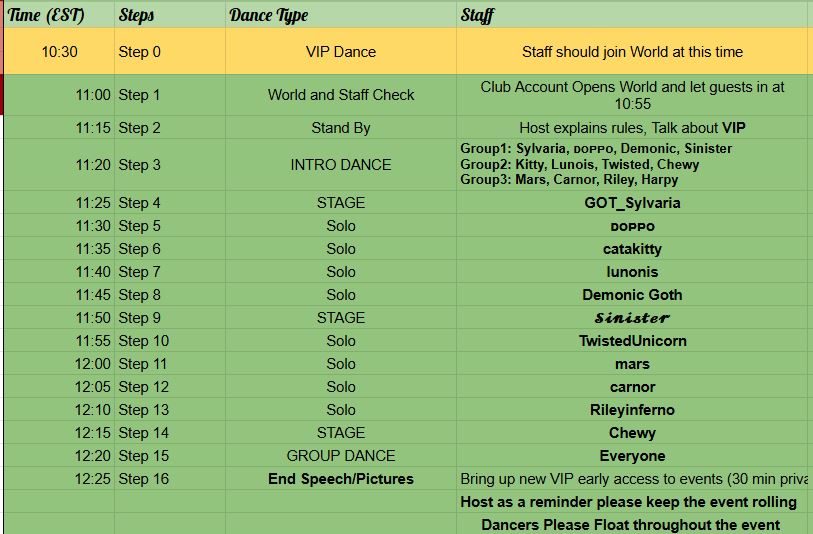 Time (EST) Steps Dance Type Staff
10:30 Step 0 VIP Dance Staff should join World at this time
11:00 Step 1 World and Staff Check Club Account Opens World and let guests in at
10:55
11:15 Step 2 Stand By Host explains rules, Talk about VIP
11:20 Step 3 INTRO DANCE Group1: Sylvaria, ᴅᴏᴘᴘᴏ, Demonic, Sinister
Group2: Kitty, Lunois, Twisted, Chewy
Group3: Mars, Carnor, Riley, Harpy
11:25 Step 4 STAGE GOT_Sylvaria
11:30 Step 5 Solo ᴅᴏᴘᴘᴏ
11:35 Step 6 Solo catakitty
11:40 Step 7 Solo lunonis
11:45 Step 8 Solo Demonic Goth
11:50 Step 9 STAGE 𝓢𝓲𝓷𝓲𝓼𝓽𝓮𝓻
11:55 Step 10 Solo TwistedUnicorn
12:00 Step 11 Solo mars
12:05 Step 12 Solo carnor
12:10 Step 13 Solo Rileyinferno
12:15 Step 14 STAGE Chewy
12:20 Step 15 GROUP DANCE Everyone
12:25 Step 16 End Speech/Pictures Bring up new VIP early access to events (30 min priva
Host as a reminder please keep the event rolling
Dancers Please Float throughout the event